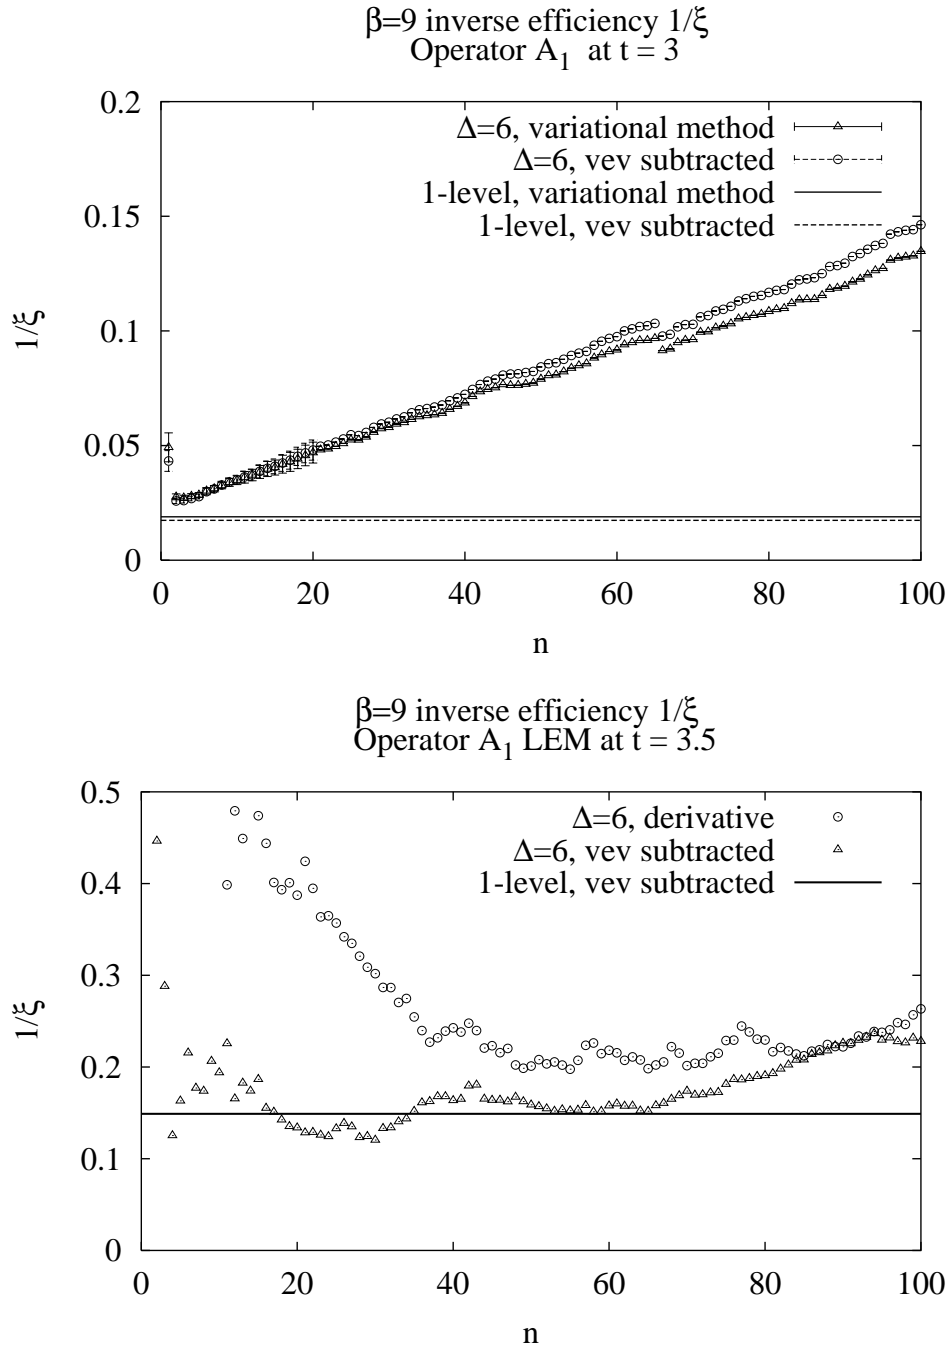 β=9 inverse efficiency 1/ξ
Operator A1 at t = 3
0.2
0.15
0.1
0.05
0
1/ξ
Δ=6, variational method
Δ=6, vev subtracted
1-level, variational method
1-level, vev subtracted
0 20 40 60 80 100
n
β=9 inverse efficiency 1/ξ
Operator A1 LEM at t = 3.5
0.5
0.4
0.3
0.2
0.1
0
1/ξ
Δ=6, derivative
Δ=6, vev subtracted
1-level, vev subtracted
0 20 40 60 80 100
n